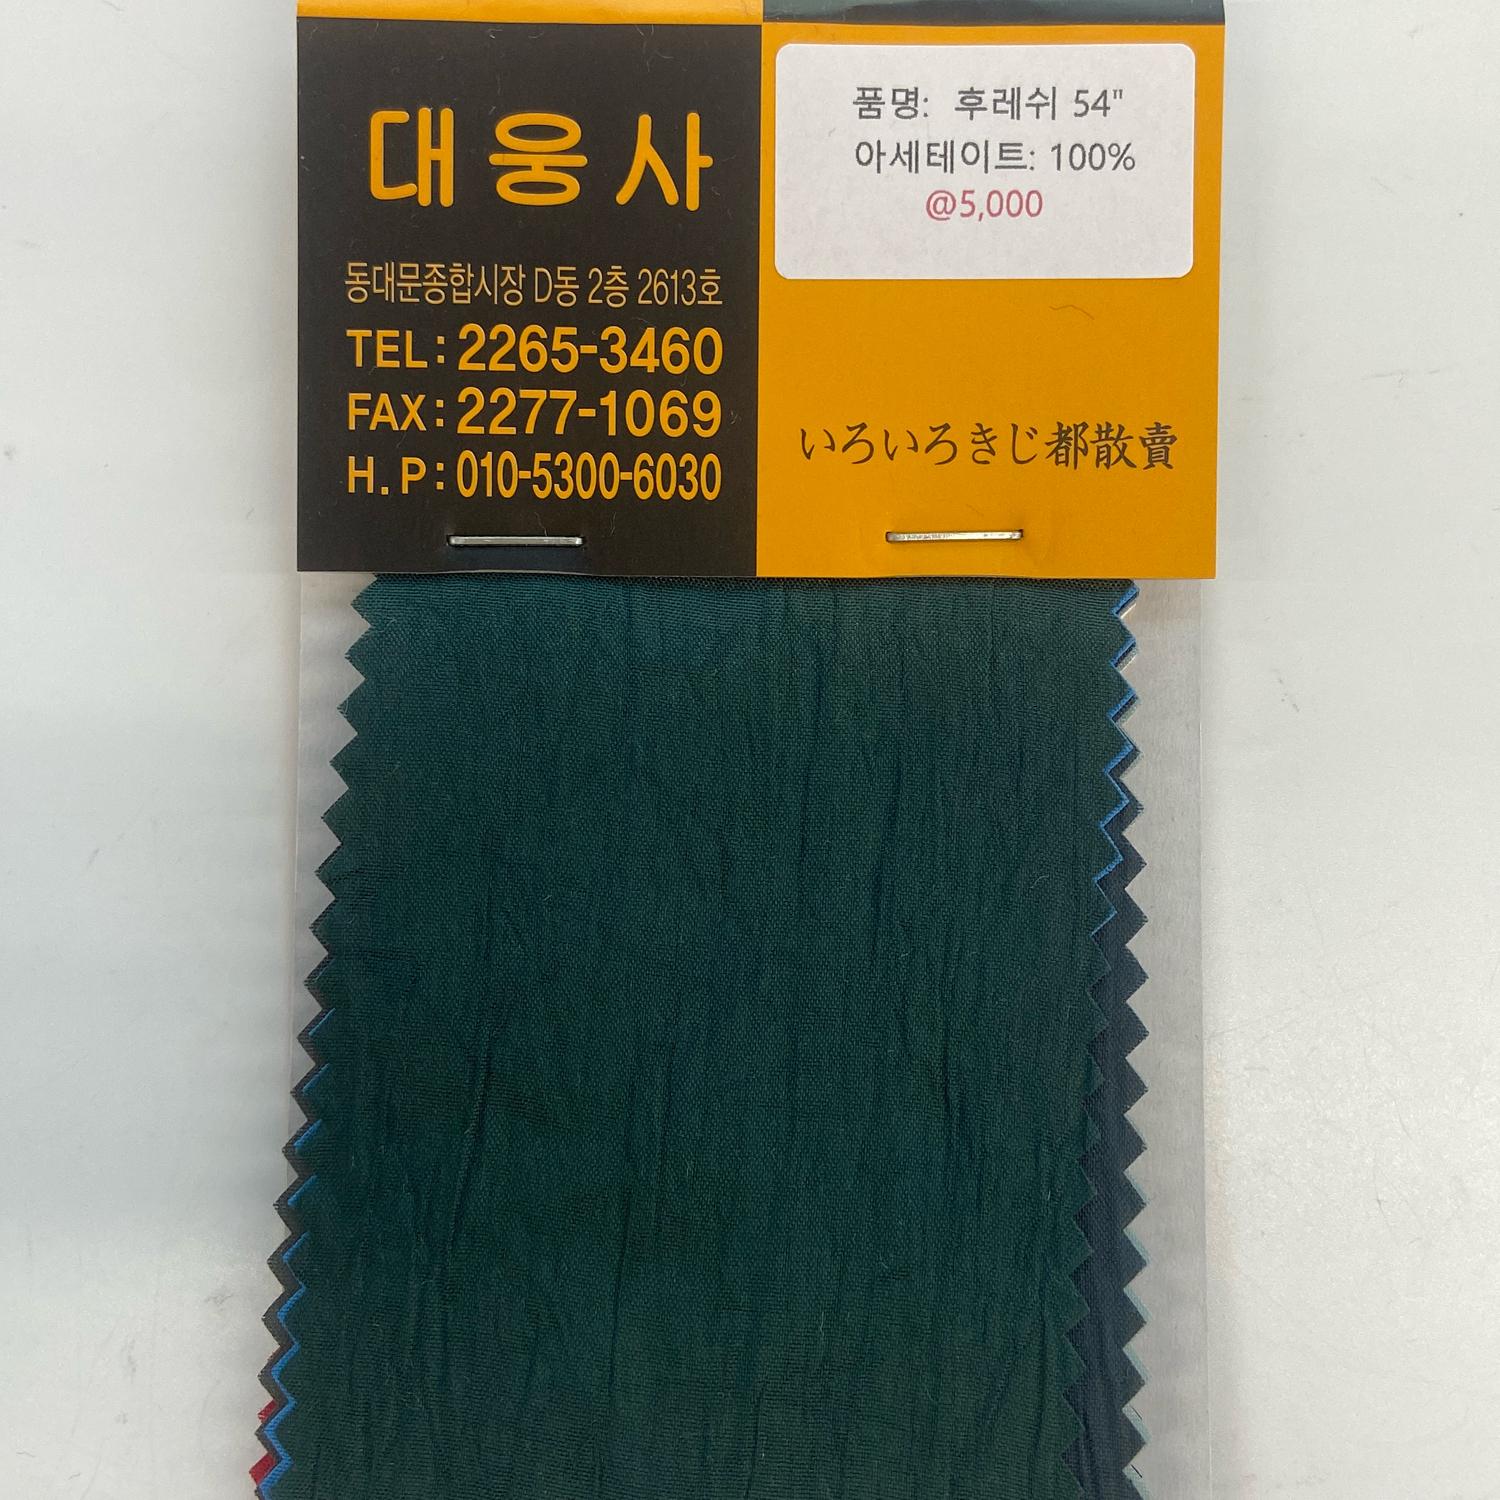 대웅사
동대문종합시장 D동 2층 2613호
TEL: 2265-3460
FAX: 2277-1069
H.P: 010-5300-6030
품명: 후레쉬 54"
아세테이트: 100%
@5,000
いろいろきじ都散賣